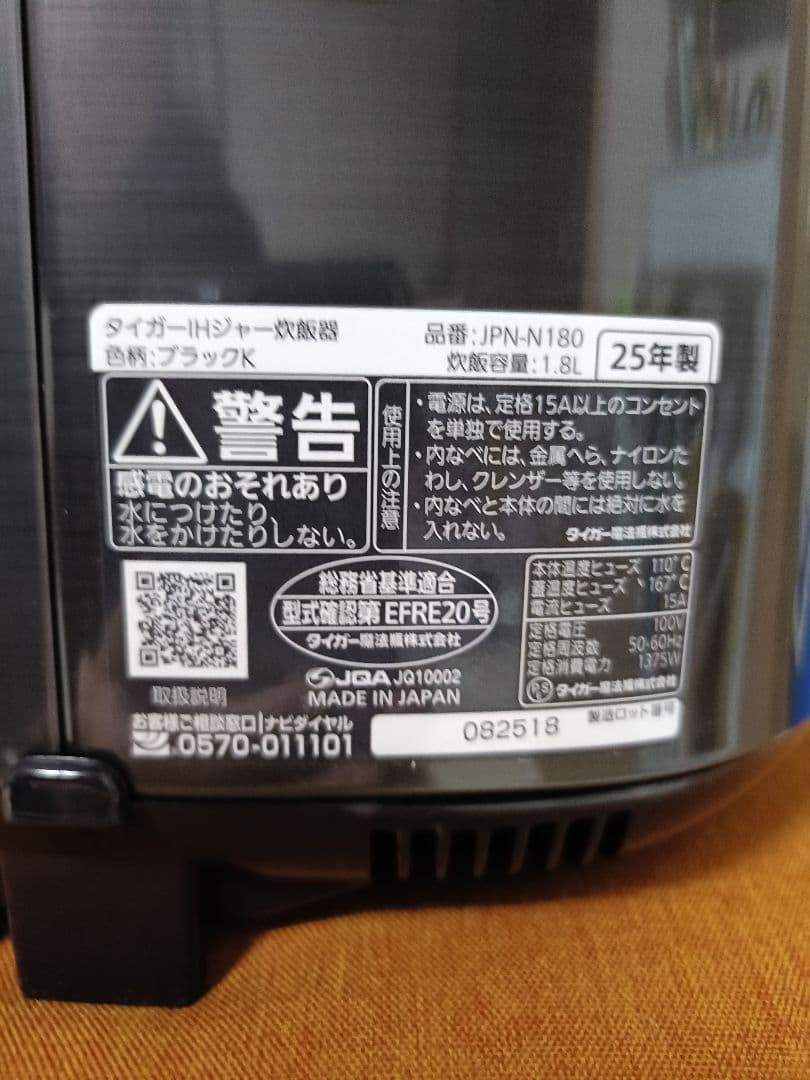 タイガーIHジャー炊飯器
品番:JPN-N180
色柄:ブラックK
炊飯容量:1.8L
25年製
警告
感電のおそれあり
水につけたり、
水をかけたりしない。
使用上の注意
・電源は、定格15A以上のコンセント
を単独で使用する。
・内なべには、金属へら、ナイロンた
わし、クレンザー等を使用しない。
・内なべと本体の間には絶対に水を
入れない。
タイガー魔法瓶株式会社
取扱説明
総務省基準適合
型式確認第EFRE20号
タイガー魔法瓶株式会社
JQA JQ10002
MADE IN JAPAN
本体温度ヒューズ 110℃
蓋温度ヒューズ 167℃
電流ヒューズ 15A
定格電圧 100V
定格周波数 50-60Hz
定格消費電力 1375W
PS タイガー魔法瓶株式会社
お客様ご相談窓口|ナビダイヤル
0570-011101
082518
製造ロット番号